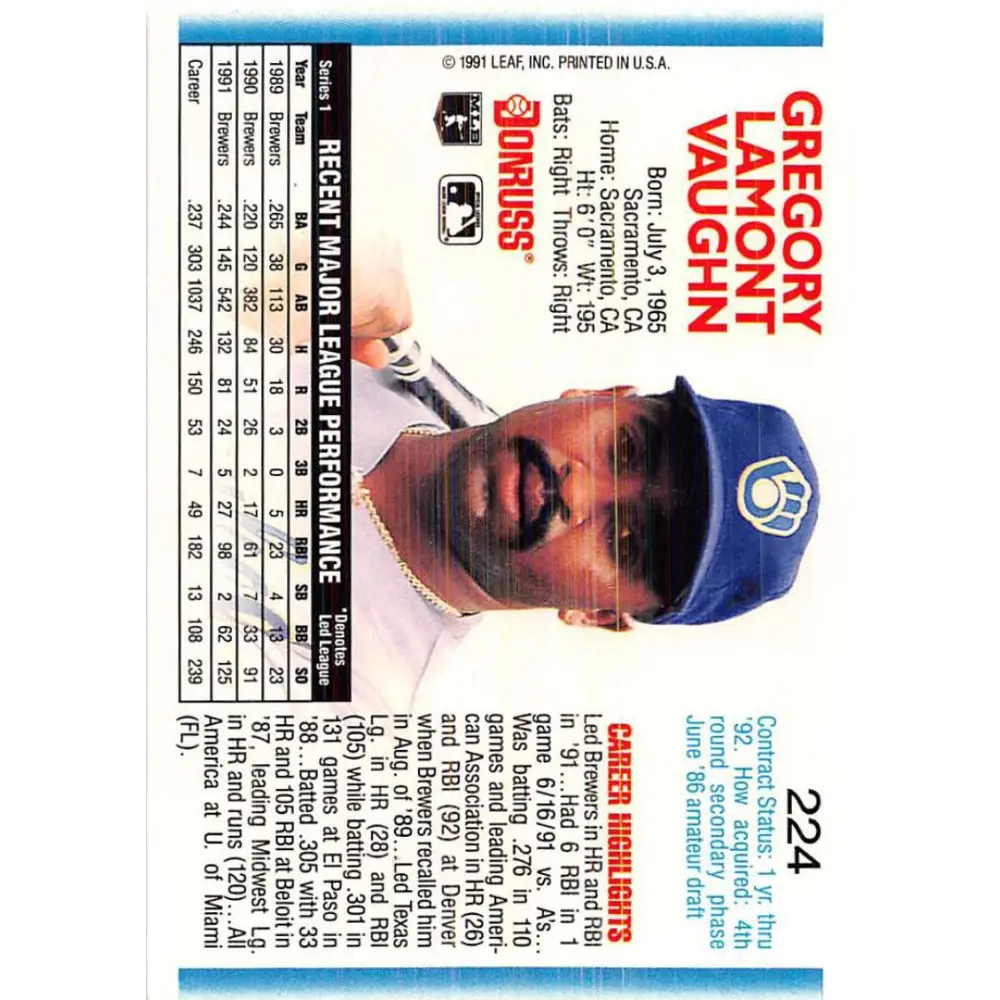 GREGORY
LAMONT
VAUGHN
Born: July 3, 1965
Sacramento, CA
Home: Sacramento, CA
Ht: 6'0" Wt: 195
Bats: Right Throws: Right
DONRUSS®
MLB
© 1991 LEAF, INC. PRINTED IN U.S.A.
224
Contract Status: 1 yr. thru
'92. How acquired: 4th
round secondary phase
June '86 amateur draft
CAREER HIGHLIGHTS
Led Brewers in HR and RBI
in '91...Had 6 RBI in 1
game 6/16/91 vs. A's...
Was batting .276 in 110
games and leading Ameri-
can Association in HR (26)
and RBI (92) at Denver
when Brewers recalled him
in Aug. of '89...Led Texas
Lg. in HR (28) and RBI
(105) while batting .301 in
131 games at El Paso in
'88...Batted .305 with 33
HR and 105 RBI at Beloit in
'87, leading Midwest Lg.
in HR and runs (120)....All
America at U. of Miami
(FL).
Series 1 RECENT MAJOR LEAGUE PERFORMANCE *Denotes
Led League
Year Team BA G AB H R 2B 3B HR RBI SB BB SO
1989 Brewers .265 38 113 30 18 3 0 5 23 4 13 23
1990 Brewers .220 120 382 84 51 26 2 17 61 7 33 91
1991 Brewers .244 145 542 132 81 24 5 27 98 2 62 125
Career .237 303 1037 246 150 53 7 49 182 13 108 239